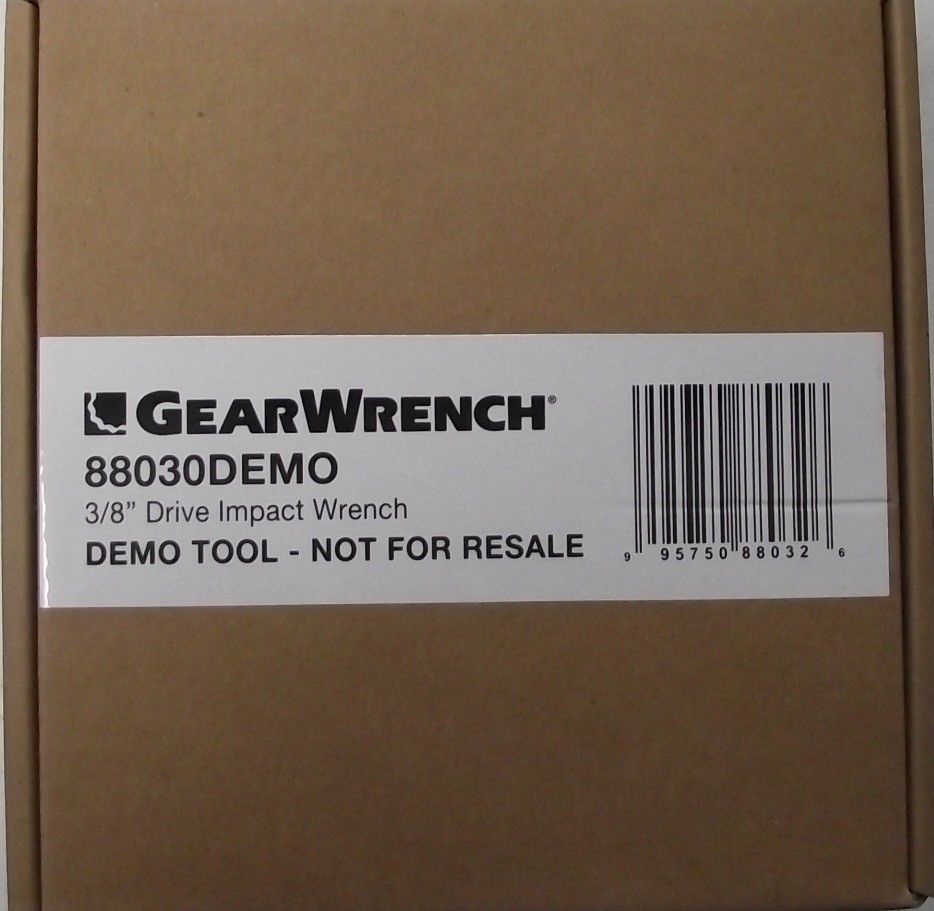 GEARWRENCH®
88030DEMO
3/8” Drive Impact Wrench
DEMO TOOL - NOT FOR RESALE
9 95750 88032 6